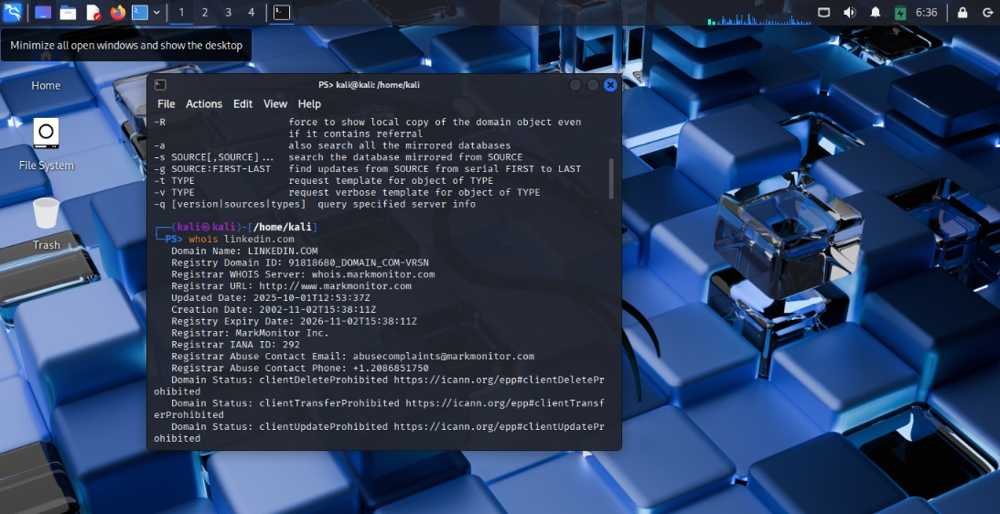 1 2 3 4 6:36
Minimize all open windows and show the desktop
Home
File System
Trash
PS> kali@kali: /home/kali
File Actions Edit View Help
-R force to show local copy of the domain object even
if it contains referral
-a also search all the mirrored databases
-s SOURCE[,SOURCE]... search the database mirrored from SOURCE
-g SOURCE:FIRST-LAST find updates from SOURCE from serial FIRST to LAST
-t TYPE request template for object of TYPE
-v TYPE request verbose template for object of TYPE
-q [version|sources|types] query specified server info
┌──(kali㉿kali)-[/home/kali]
└─PS> whois linkedin.com
Domain Name: LINKEDIN.COM
Registry Domain ID: 91818680_DOMAIN_COM-VRSN
Registrar WHOIS Server: whois.markmonitor.com
Registrar URL: http://www.markmonitor.com
Updated Date: 2025-10-01T12:53:37Z
Creation Date: 2002-11-02T15:38:11Z
Registry Expiry Date: 2026-11-02T15:38:11Z
Registrar: MarkMonitor Inc.
Registrar IANA ID: 292
Registrar Abuse Contact Email: abusecomplaints@markmonitor.com
Registrar Abuse Contact Phone: +1.2086851750
Domain Status: clientDeleteProhibited https://icann.org/epp#clientDeletePr
ohibited
Domain Status: clientTransferProhibited https://icann.org/epp#clientTransf
erProhibited
Domain Status: clientUpdateProhibited https://icann.org/epp#clientUpdatePr
ohibited